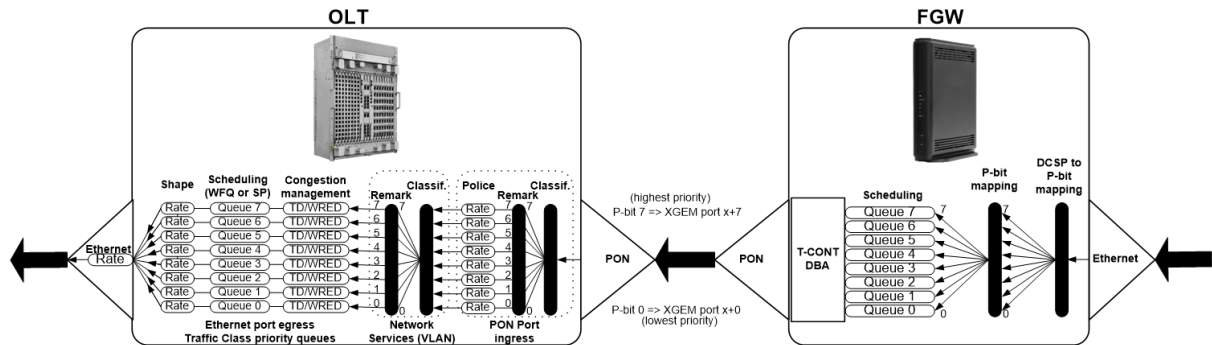 OLT
FGW
Shape
Scheduling
(WFQ or SP)
Congestion
management
Remark
Classif.
Police
Remark
Classif.
Rate
Queue 7
TD/WRED
7
7
Rate
7
7
Rate
Queue 6
TD/WRED
6
Rate
6
Rate
Queue 5
TD/WRED
5
Rate
5
Rate
Queue 4
TD/WRED
4
Rate
4
Rate
Queue 3
TD/WRED
3
Rate
3
Rate
Queue 2
TD/WRED
2
Rate
2
Rate
Queue 1
TD/WRED
1
Rate
1
Rate
Queue 0
TD/WRED
0
0
Rate
0
0
Ethernet
Rate
Ethernet port egress
Traffic Class priority queues
Network
Services (VLAN)
PON Port
ingress
PON
(highest priority)
P-bit 7 => XGEM port x+7
P-bit 0 => XGEM port x+0
(lowest priority)
PON
T-CONT
DBA
Scheduling
Queue 7
Queue 6
Queue 5
Queue 4
Queue 3
Queue 2
Queue 1
Queue 0
7
0
P-bit
mapping
7
0
DCSP to
P-bit
mapping
Ethernet